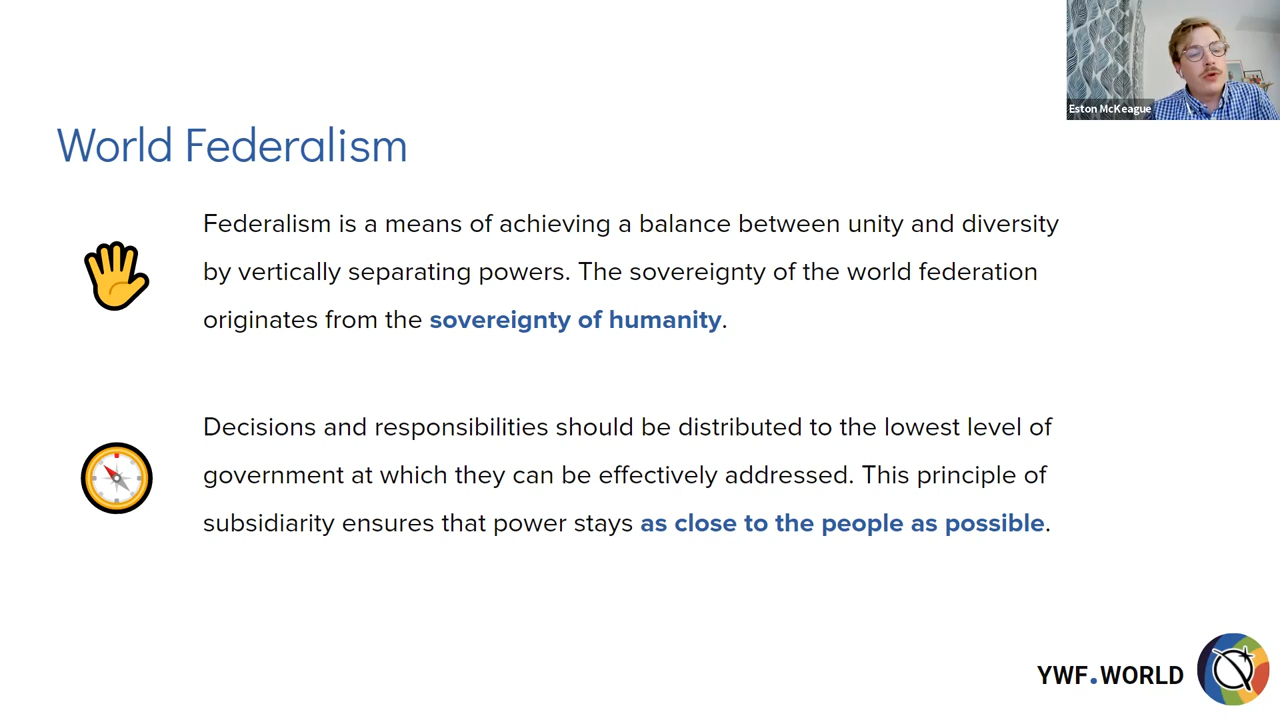 Eston McKeague
World Federalism
Federalism is a means of achieving a balance between unity and diversity
by vertically separating powers. The sovereignty of the world federation
originates from the sovereignty of humanity.
Decisions and responsibilities should be distributed to the lowest level of
government at which they can be effectively addressed. This principle of
subsidiarity ensures that power stays as close to the people as possible.
YWF.WORLD